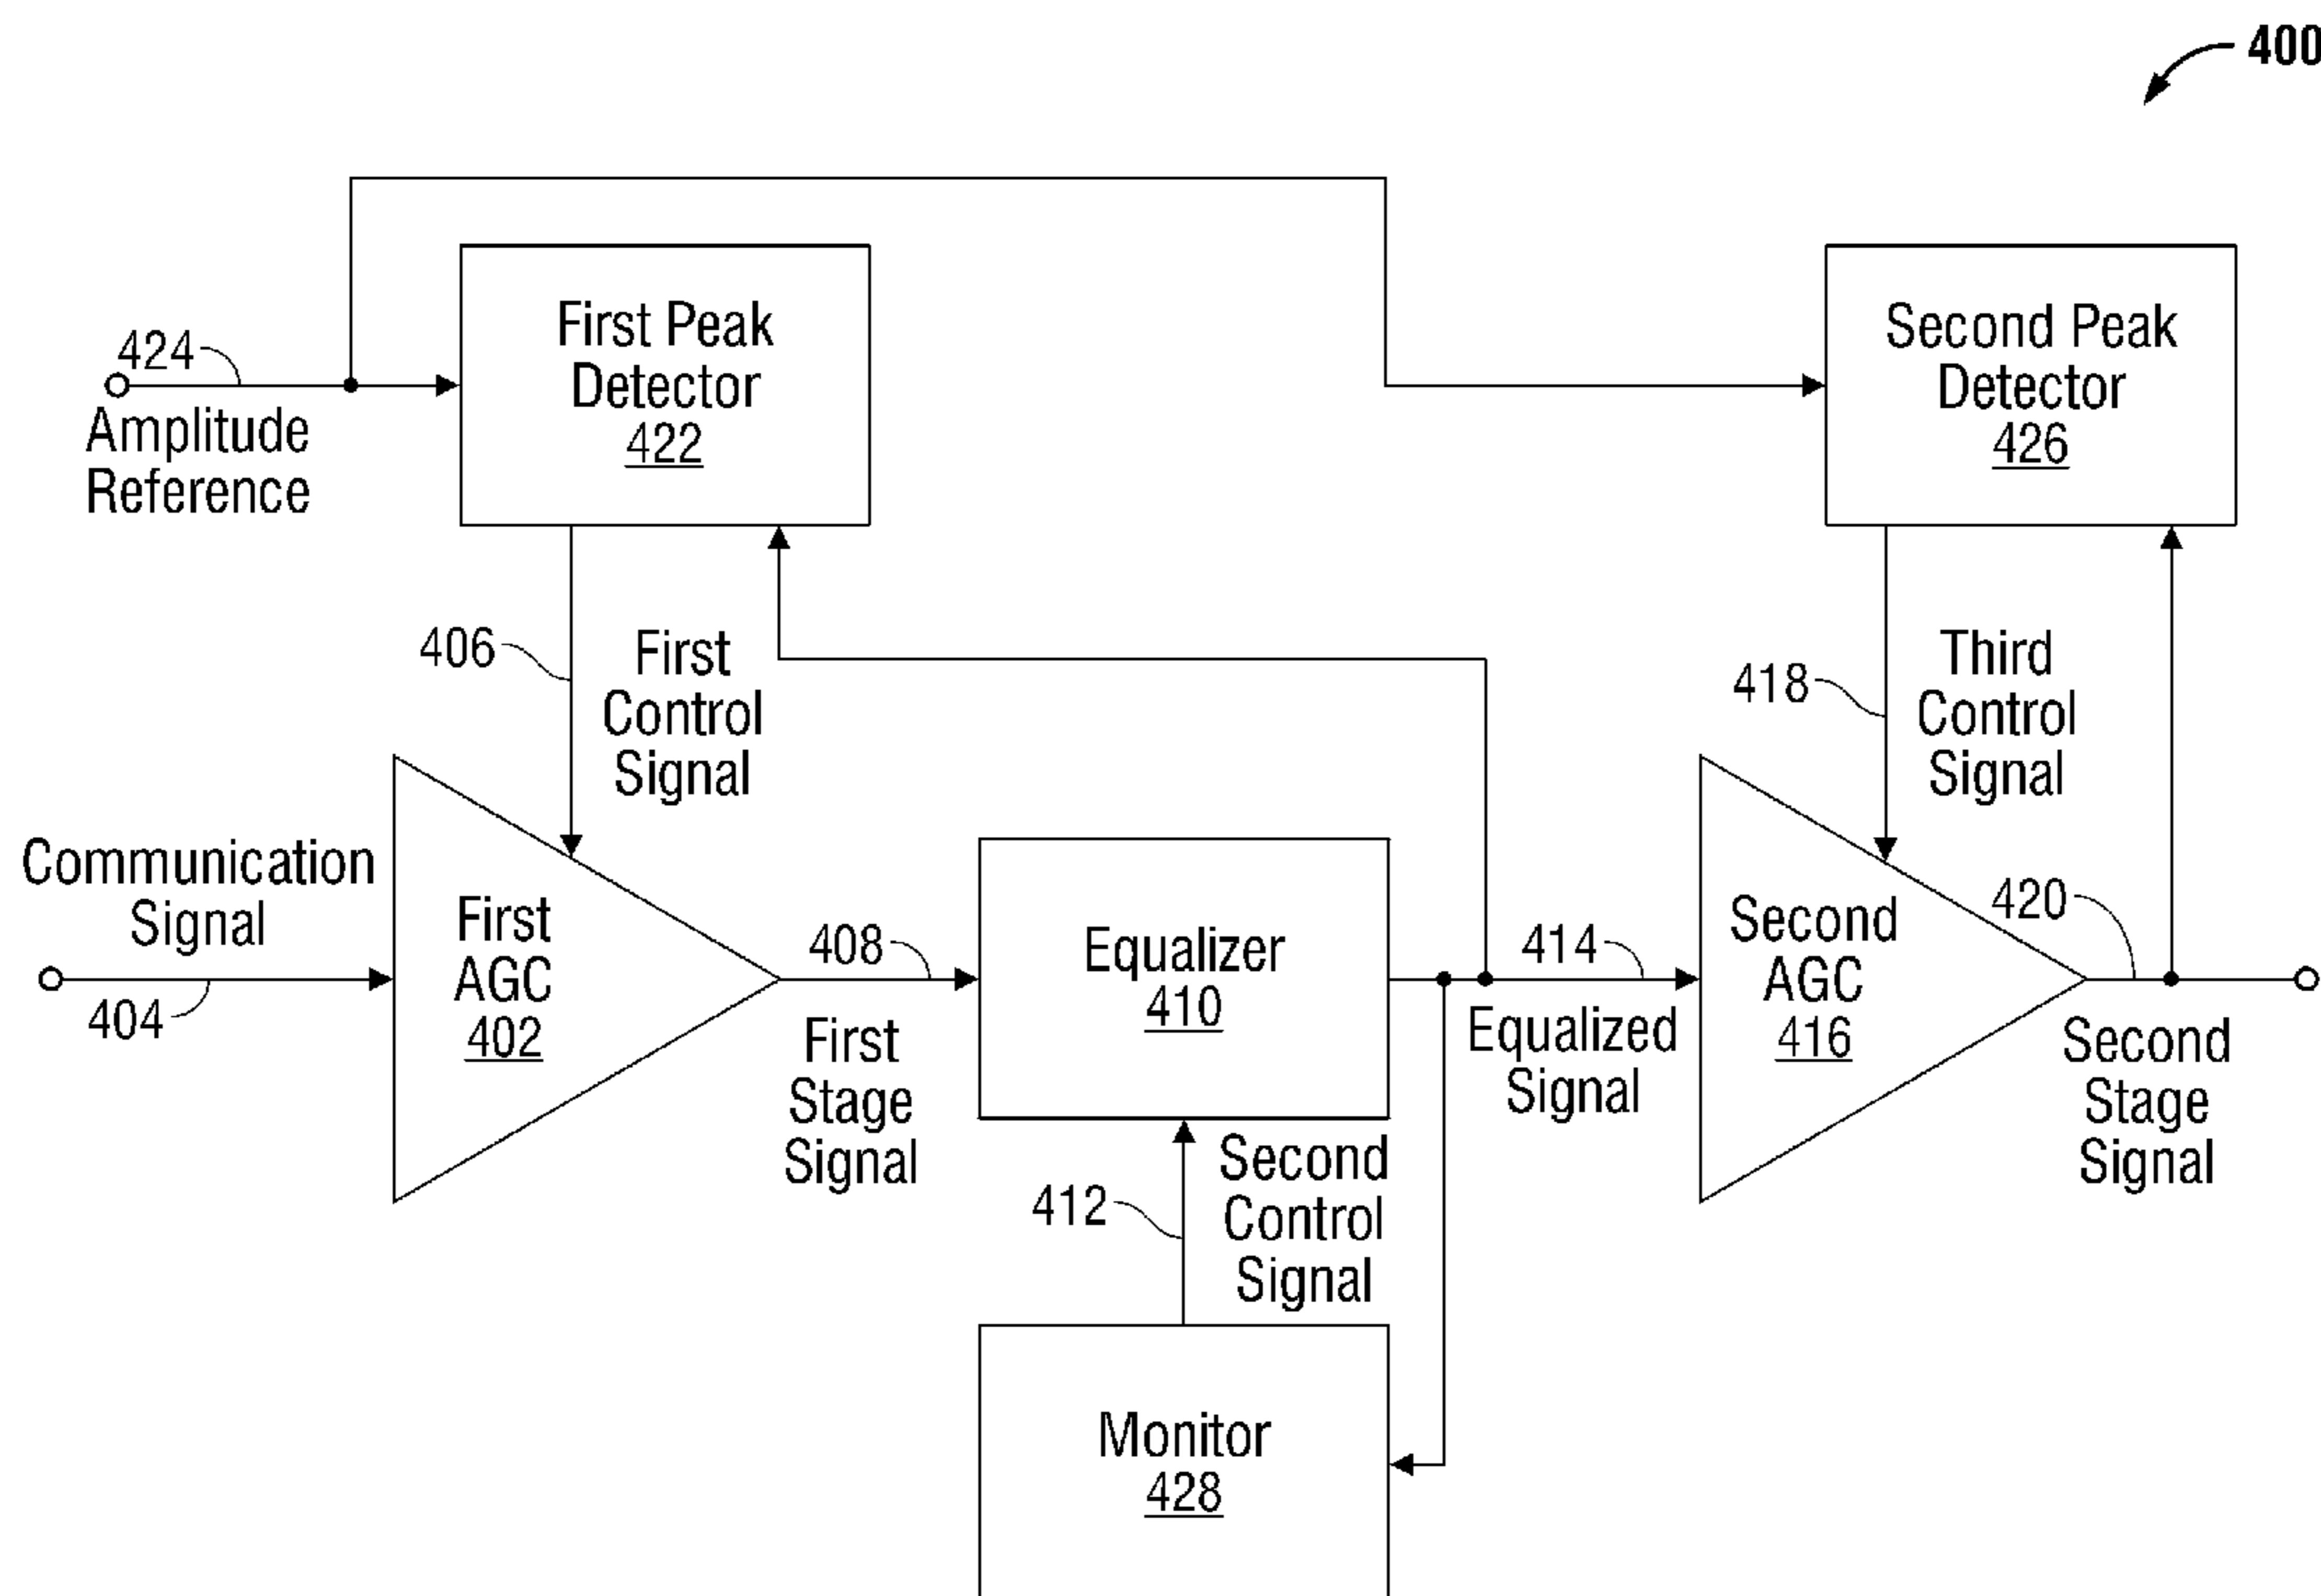 400
First Peak
Detector
422
Second Peak
Detector
426
424
Amplitude
Reference
406
First
Control
Signal
418
Third
Control
Signal
Communication
Signal
404
First
AGC
402
408
First
Stage
Signal
Equalizer
410
414
Equalized
Signal
Second
AGC
416
420
Second
Stage
Signal
412
Second
Control
Signal
Monitor
428